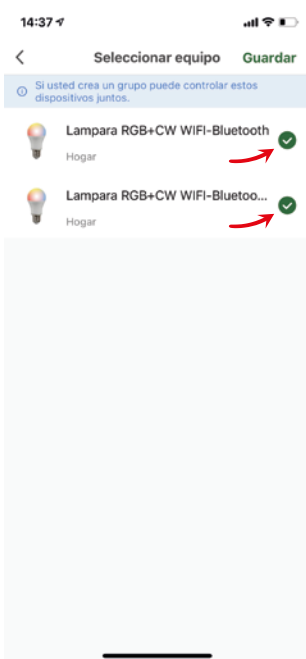 14:37
Seleccionar equipo
Guardar
Si usted crea un grupo puede controlar estos
dispositivos juntos.
Lampara RGB+CW WIFI-Bluetooth
Hogar
Lampara RGB+CW WIFI-Bluetoo...
Hogar